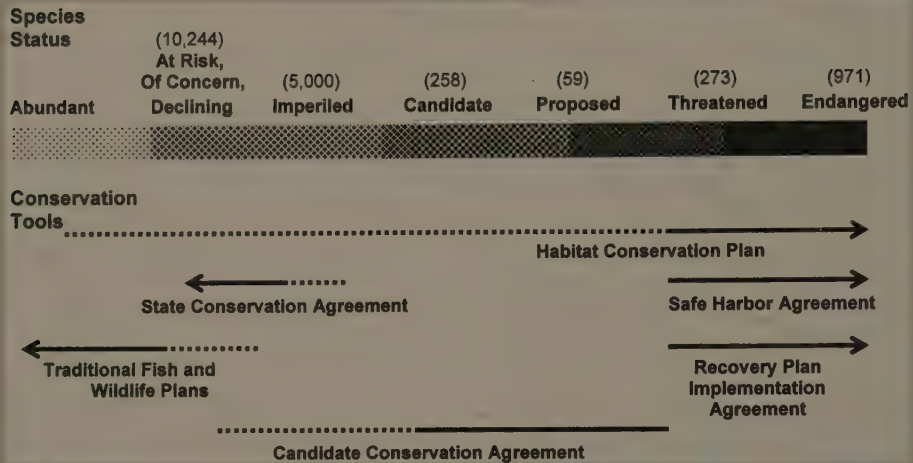 Species
Status
(10,244)
At Risk,
Of Concern,
(5,000)
(258)
(59)
(273)
(971)
Abundant
Declining
Imperiled
Candidate
Proposed
Threatened
Endangered
Conservation
Tools
Habitat Conservation Plan
State Conservation Agreement
Safe Harbor Agreement
Traditional Fish and
Wildlife Plans
Recovery Plan
Implementation
Agreement
Candidate Conservation Agreement